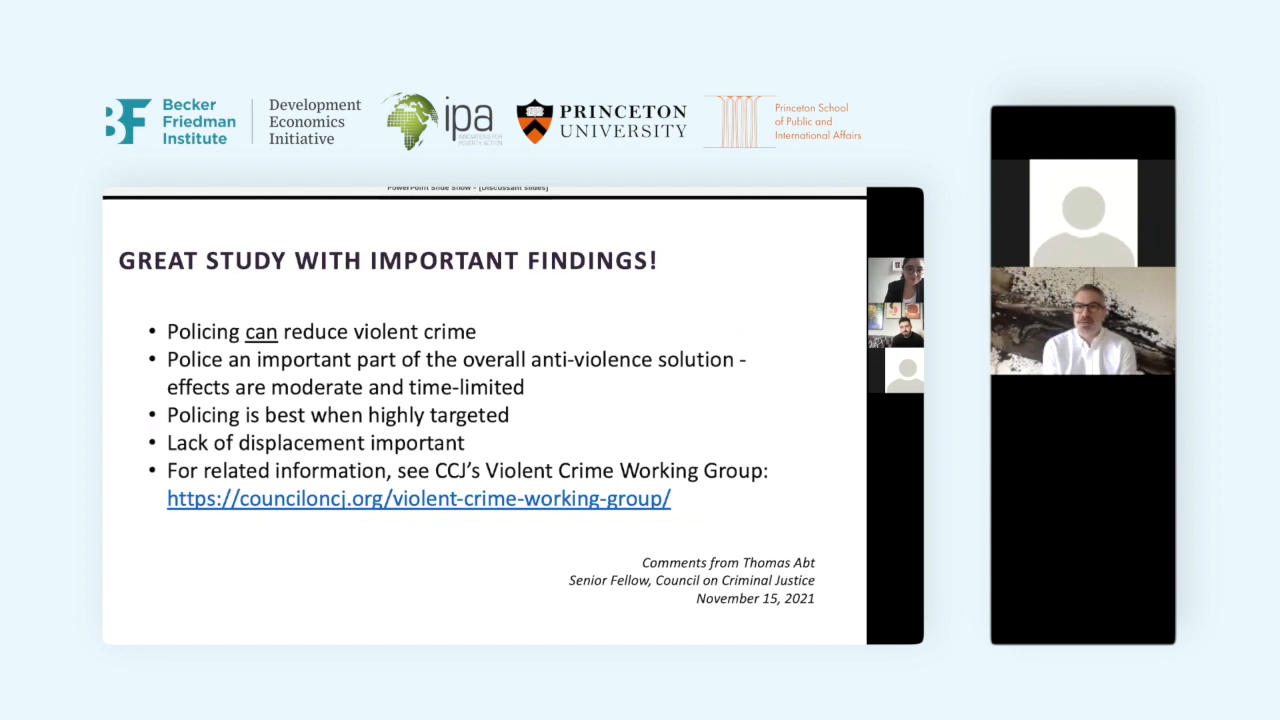 Becker
Friedman
Institute
Development
Economics
Initiative
ipa
INNOVATIONS FOR
POVERTY ACTION
PRINCETON
UNIVERSITY
Princeton School
of Public and
International Affairs
PowerPoint Slide Show - [Discussant slides]
GREAT STUDY WITH IMPORTANT FINDINGS!
• Policing can reduce violent crime
• Police an important part of the overall anti-violence solution -
effects are moderate and time-limited
• Policing is best when highly targeted
• Lack of displacement important
• For related information, see CCJ’s Violent Crime Working Group:
https://counciloncj.org/violent-crime-working-group/
Comments from Thomas Abt
Senior Fellow, Council on Criminal Justice
November 15, 2021